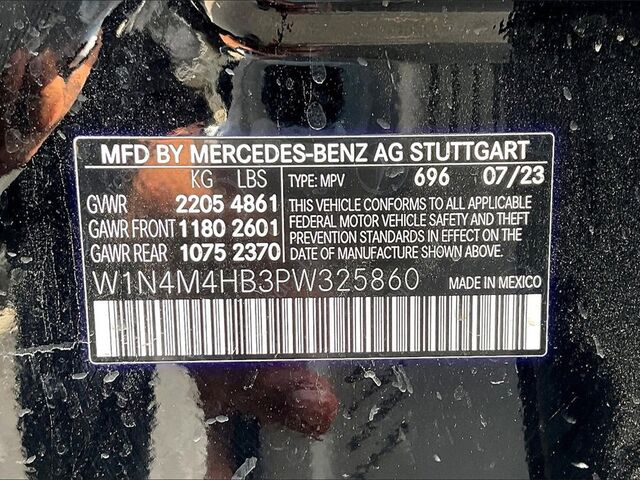 MFD BY MERCEDES-BENZ AG STUTTGART
KG LBS TYPE: MPV 696 07/23
GWR 2205 4861
GAWR FRONT 1180 2601
GAWR REAR 1075 2370
THIS VEHICLE CONFORMS TO ALL APPLICABLE
FEDERAL MOTOR VEHICLE SAFETY AND THEFT
PREVENTION STANDARDS IN EFFECT ON THE
DATE OF MANUFACTURE SHOWN ABOVE.
W1N4M4HB3PW325860 MADE IN MEXICO